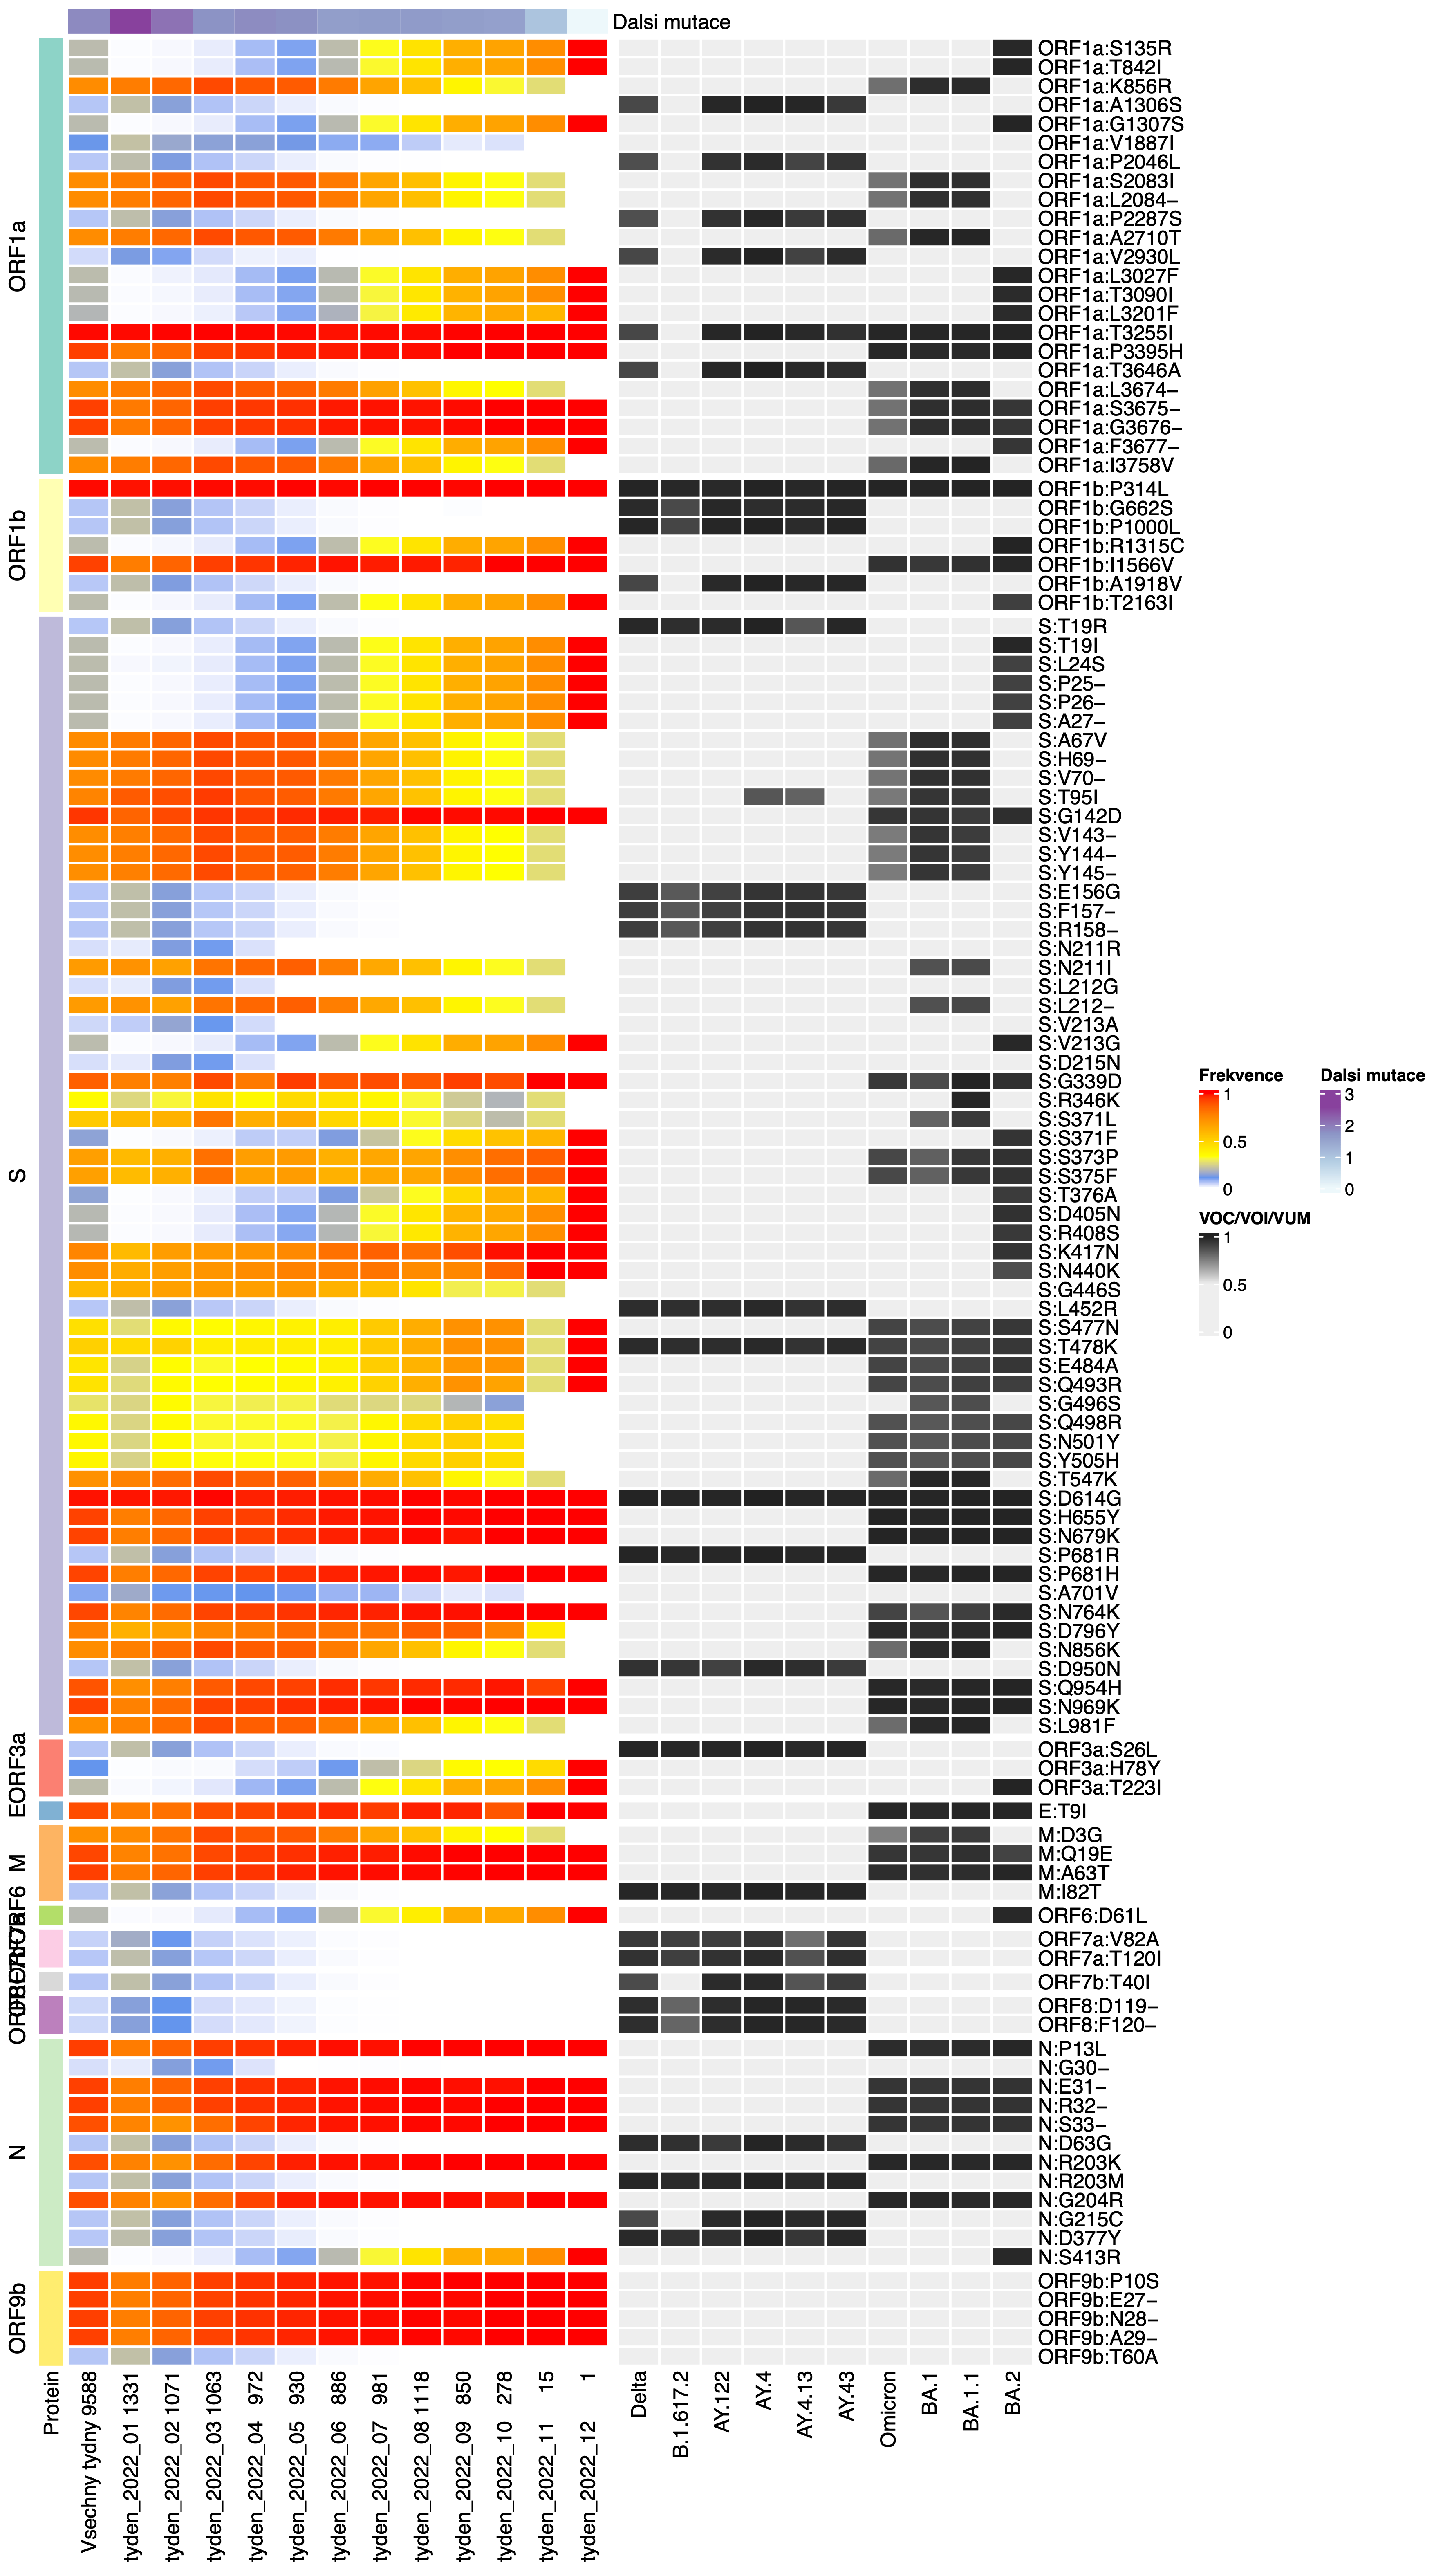 Dalsi mutace
ORF1a
ORF1a:S135R
ORF1a:T842I
ORF1a:K856R
ORF1a:A1306S
ORF1a:G1307S
ORF1a:V1887I
ORF1a:P2046L
ORF1a:S2083I
ORF1a:L2084−
ORF1a:P2287S
ORF1a:A2710T
ORF1a:V2930L
ORF1a:L3027F
ORF1a:T3090I
ORF1a:L3201F
ORF1a:T3255I
ORF1a:P3395H
ORF1a:T3646A
ORF1a:L3674−
ORF1a:S3675−
ORF1a:G3676−
ORF1a:F3677−
ORF1a:I3758V
ORF1b
ORF1b:P314L
ORF1b:G662S
ORF1b:P1000L
ORF1b:R1315C
ORF1b:I1566V
ORF1b:A1918V
ORF1b:T2163I
S
S:T19R
S:T19I
S:L24S
S:P25−
S:P26−
S:A27−
S:A67V
S:H69−
S:V70−
S:T95I
S:G142D
S:V143−
S:Y144−
S:Y145−
S:E156G
S:F157−
S:R158−
S:N211R
S:N211I
S:L212G
S:L212−
S:V213A
S:V213G
S:D215N
S:G339D
S:R346K
S:S371L
S:S371F
S:S373P
S:S375F
S:T376A
S:D405N
S:R408S
S:K417N
S:N440K
S:G446S
S:L452R
S:S477N
S:T478K
S:E484A
S:Q493R
S:G496S
S:Q498R
S:N501Y
S:Y505H
S:T547K
S:D614G
S:H655Y
S:N679K
S:P681R
S:P681H
S:A701V
S:N764K
S:D796Y
S:N856K
S:D950N
S:Q954H
S:N969K
S:L981F
ORF3a
ORF3a:S26L
ORF3a:H78Y
ORF3a:T223I
E
E:T9I
M
M:D3G
M:Q19E
M:A63T
M:I82T
ORF6:D61L
ORF7a:V82A
ORF7a:T120I
ORF7b:T40I
ORF8:D119−
ORF8:F120−
N
N:P13L
N:G30−
N:E31−
N:R32−
N:S33−
N:D63G
N:R203K
N:R203M
N:G204R
N:G215C
N:D377Y
N:S413R
ORF9b
ORF9b:P10S
ORF9b:E27−
ORF9b:N28−
ORF9b:A29−
ORF9b:T60A
Protein
Vsechny tydny 9588
tyden_2022_01 1331
tyden_2022_02 1071
tyden_2022_03 1063
tyden_2022_04 972
tyden_2022_05 930
tyden_2022_06 886
tyden_2022_07 981
tyden_2022_08 1118
tyden_2022_09 850
tyden_2022_10 278
tyden_2022_11 15
tyden_2022_12 1
Delta
B.1.617.2
AY.122
AY.4
AY.4.13
AY.43
Omicron
BA.1
BA.1.1
BA.2
Frekvence
1
0.5
0
Dalsi mutace
3
2
1
0
VOC/VOI/VUM
1
0.5
0